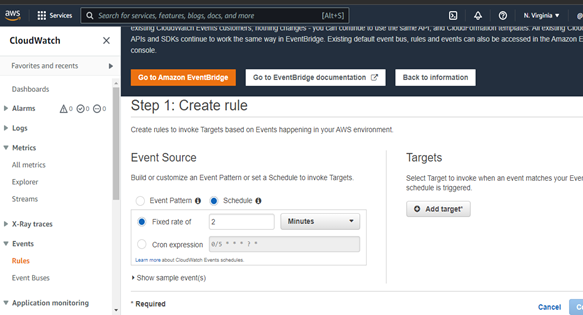 aws
Services
Search for services, features, blogs, docs, and more
[Alt+S]
N. Virginia
CloudWatch
Favorites and recents
Dashboards
Alarms
0
0
0
Logs
Metrics
All metrics
Explorer
Streams
X-Ray traces
Events
Rules
Event Buses
Application monitoring
existing CloudWatch Events customers, nothing changes - you can continue to use the same API, and CloudFormation templates. All existing
APIs and SDKs continue to work the same way in EventBridge. Existing default event bus, rules and events can also be accessed in the Amazon
console.
Go to Amazon EventBridge
Go to EventBridge documentation
Back to information
Step 1: Create rule
Create rules to invoke Targets based on Events happening in your AWS environment.
Event Source
Build or customize an Event Pattern or set a Schedule to invoke Targets.
Event Pattern
Schedule
Fixed rate of
2
Minutes
Cron expression
0/5 * * * ? *
Learn more about CloudWatch Events schedules.
Show sample event(s)
* Required
Targets
Select Target to invoke when an event matches your
schedule is triggered.
Add target*
Cancel